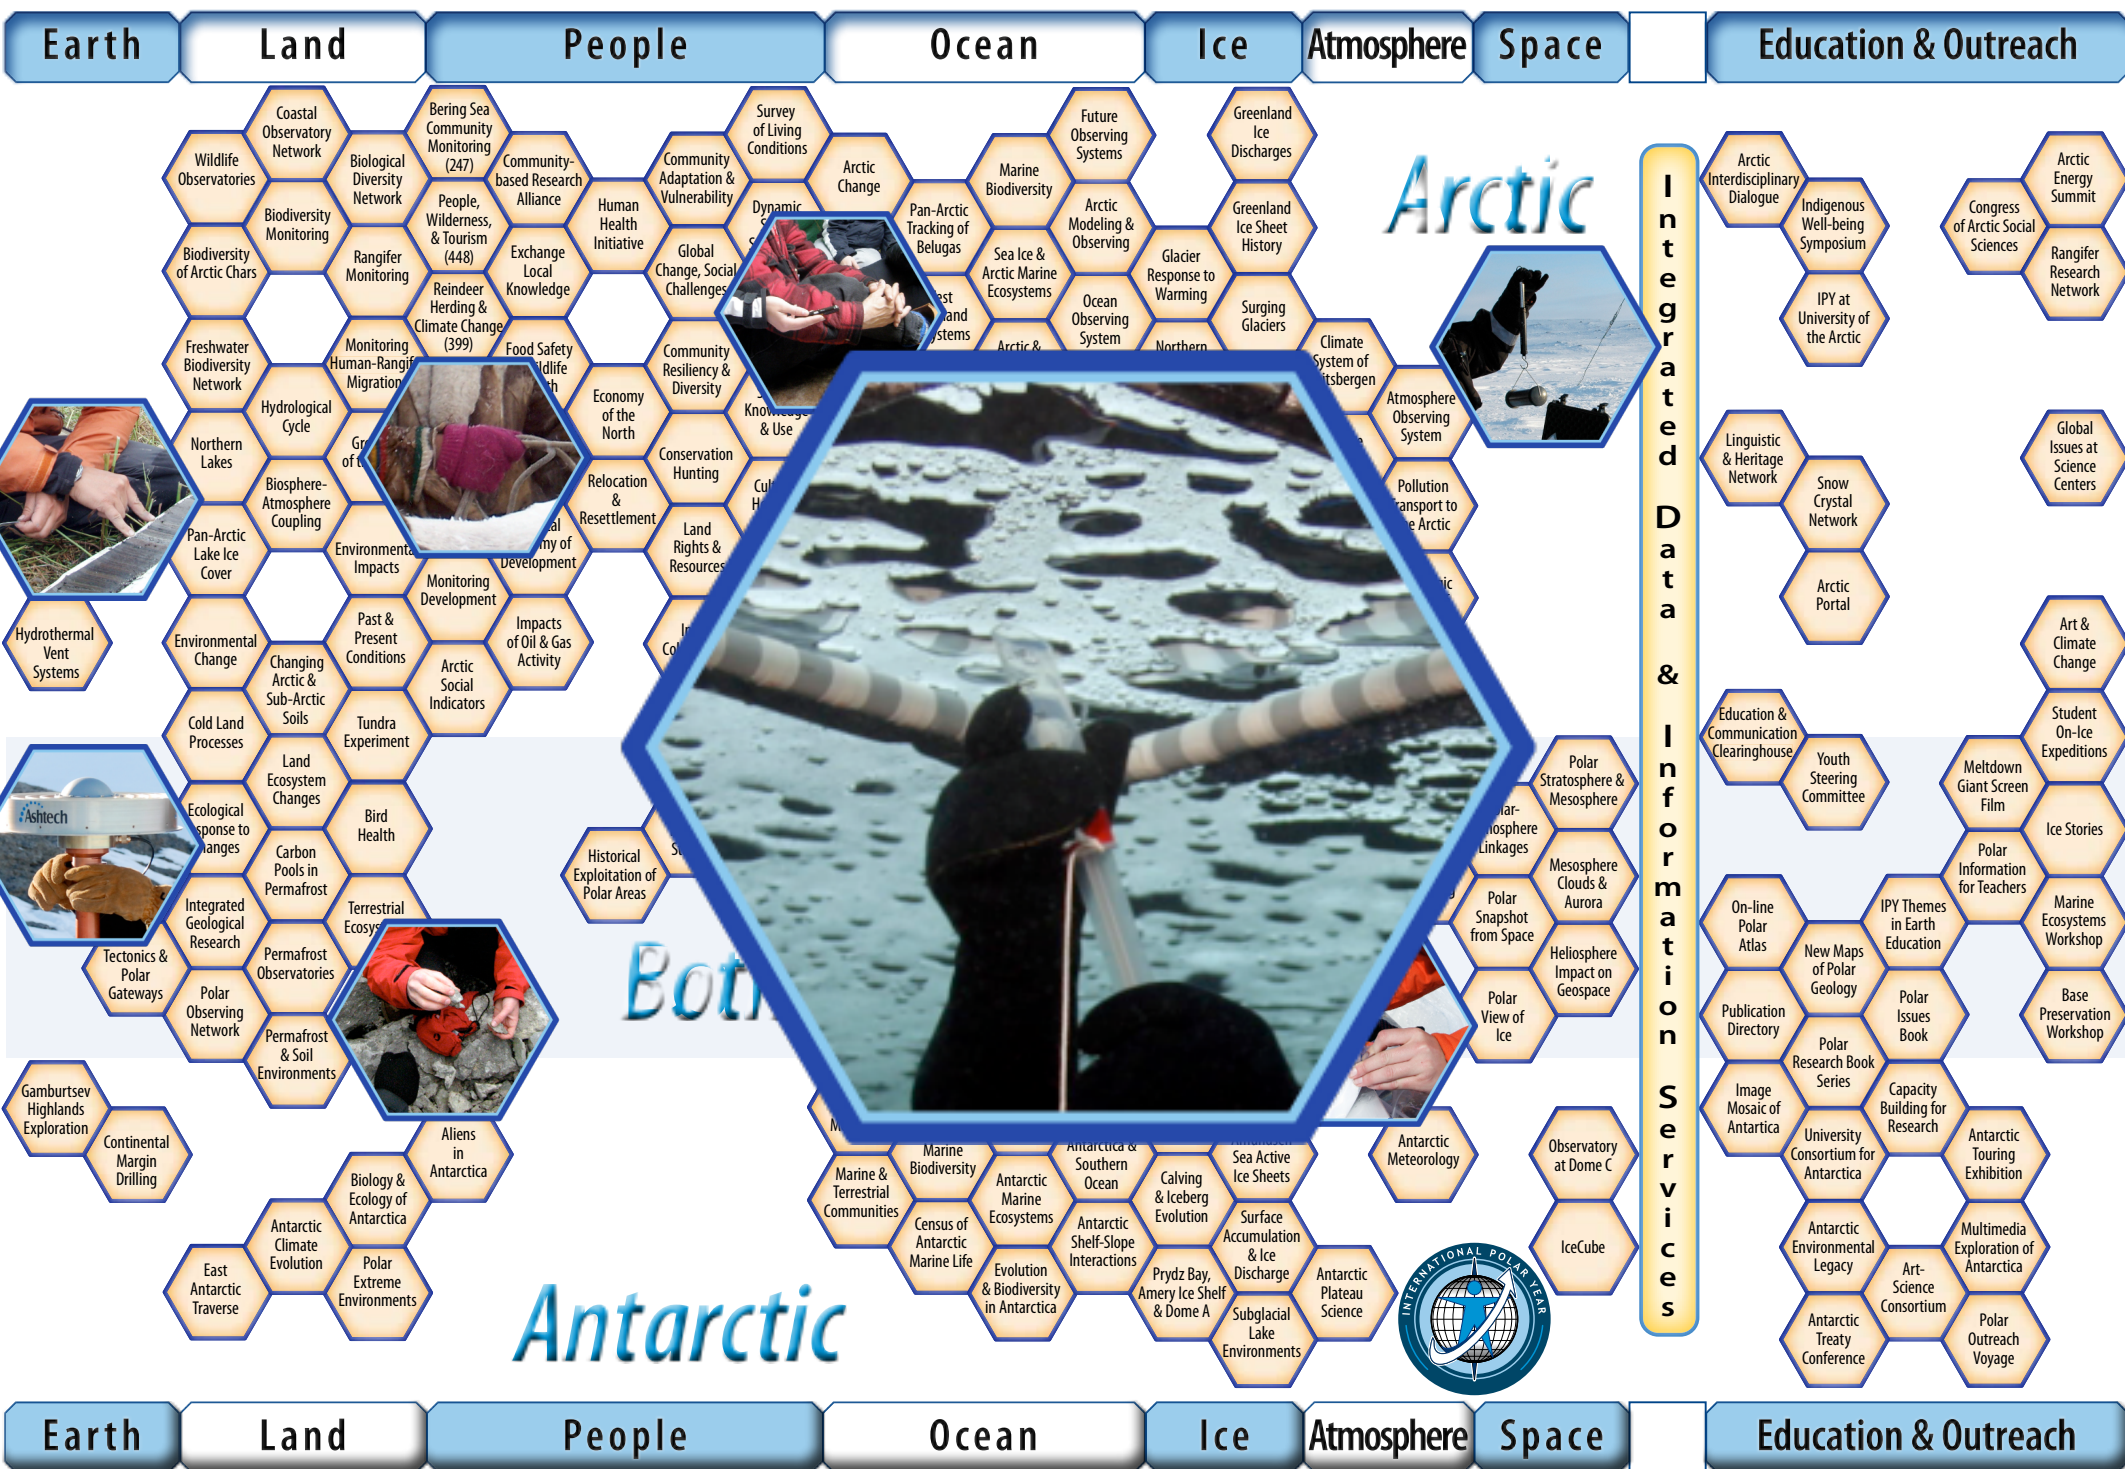 Earth
Land
People
Ocean
Ice
Atmosphere
Space
Education & Outreach
Coastal
Observatory
Network
Bering Sea
Community
Monitoring
(247)
Survey
of Living
Conditions
Future
Observing
Systems
Greenland
Ice
Discharges
Wildlife
Observatories
Biological
Diversity
Network
Community-
based Research
Alliance
Community
Adaptation &
Vulnerability
Arctic
Change
Marine
Biodiversity
Arctic
Interdisciplinary
Dialogue
Arctic
Energy
Summit
Arctic
Biodiversity
Monitoring
People,
Wilderness,
& Tourism
(448)
Human
Health
Initiative
Dynamic
Pan-Arctic
Tracking of
Belugas
Arctic
Modeling &
Observing
Greenland
Ice Sheet
History
Indigenous
Well-being
Symposium
Congress
of Arctic Social
Sciences
Biodiversity
of Arctic Chars
Rangifer
Monitoring
Exchange
Local
Knowledge
Global
Change, Social
Challenges
Sea Ice &
Arctic Marine
Ecosystems
Glacier
Response to
Warming
Rangifer
Research
Network
Reindeer
Herding &
Climate Change
(399)
Ocean
Observing
System
Surging
Glaciers
IPY at
University of
the Arctic
Freshwater
Biodiversity
Network
Monitoring
Food Safety
Community
Resiliency &
Diversity
Arctic &
Northern
Climate
System of
Hydrological
Cycle
Economy
of the
North
& Use
Atmosphere
Observing
System
Northern
Lakes
Conservation
Hunting
Linguistic
& Heritage
Network
Global
Issues at
Science
Centers
Biosphere-
Atmosphere
Coupling
Relocation
&
Resettlement
Pollution
Snow
Crystal
Network
Pan-Arctic
Lake Ice
Cover
Environmental
Impacts
Development
Land
Rights &
Resources
Monitoring
Development
Arctic
Portal
Hydrothermal
Vent
Systems
Environmental
Change
Past &
Present
Conditions
Impacts
of Oil & Gas
Activity
Art &
Climate
Change
Changing
Arctic &
Sub-Arctic
Soils
Arctic
Social
Indicators
Cold Land
Processes
Tundra
Experiment
Education &
Communication
Clearinghouse
Student
On-Ice
Expeditions
Land
Ecosystem
Changes
Polar
Stratosphere &
Mesosphere
Youth
Steering
Committee
Meltdown
Giant Screen
Film
Ashtech
Ecological
Bird
Health
Linkages
Ice Stories
Carbon
Pools in
Permafrost
Historical
Exploitation of
Polar Areas
Mesosphere
Clouds &
Aurora
Polar
Information
for Teachers
Integrated
Geological
Research
Terrestrial
Polar
Snapshot
from Space
On-line
Polar
Atlas
IPY Themes
in Earth
Education
Marine
Ecosystems
Workshop
Tectonics &
Polar
Gateways
Permafrost
Observatories
Heliosphere
Impact on
Geospace
New Maps
of Polar
Geology
Polar
Observing
Network
Polar
View of
Ice
Publication
Directory
Polar
Issues
Book
Base
Preservation
Workshop
Permafrost
& Soil
Environments
Polar
Research Book
Series
Gamburtsev
Highlands
Exploration
Image
Mosaic of
Antartica
Capacity
Building for
Research
Continental
Margin
Drilling
Aliens
in
Antarctica
Marine
Biodiversity
Antarctica &
Southern
Ocean
Sea Active
Ice Sheets
Antarctic
Meteorology
Observatory
at Dome C
University
Consortium for
Antarctica
Antarctic
Touring
Exhibition
Biology &
Ecology of
Antarctica
Marine &
Terrestrial
Communities
Antarctic
Marine
Ecosystems
Calving
& Iceberg
Evolution
Antarctic
Climate
Evolution
Census of
Antarctic
Marine Life
Antarctic
Shelf-Slope
Interactions
Surface
Accumulation
& Ice
Discharge
IceCube
Antarctic
Environmental
Legacy
Multimedia
Exploration of
Antarctica
East
Antarctic
Traverse
Polar
Extreme
Environments
Evolution
& Biodiversity
in Antarctica
Prydz Bay,
Amery Ice Shelf
& Dome A
Antarctic
Plateau
Science
Art-
Science
Consortium
Subglacial
Lake
Environments
INTERNATIONAL POLAR YEAR
Antarctic
Treaty
Conference
Polar
Outreach
Voyage
Antarctic
Integrated Data & Information Services
Earth
Land
People
Ocean
Ice
Atmosphere
Space
Education & Outreach